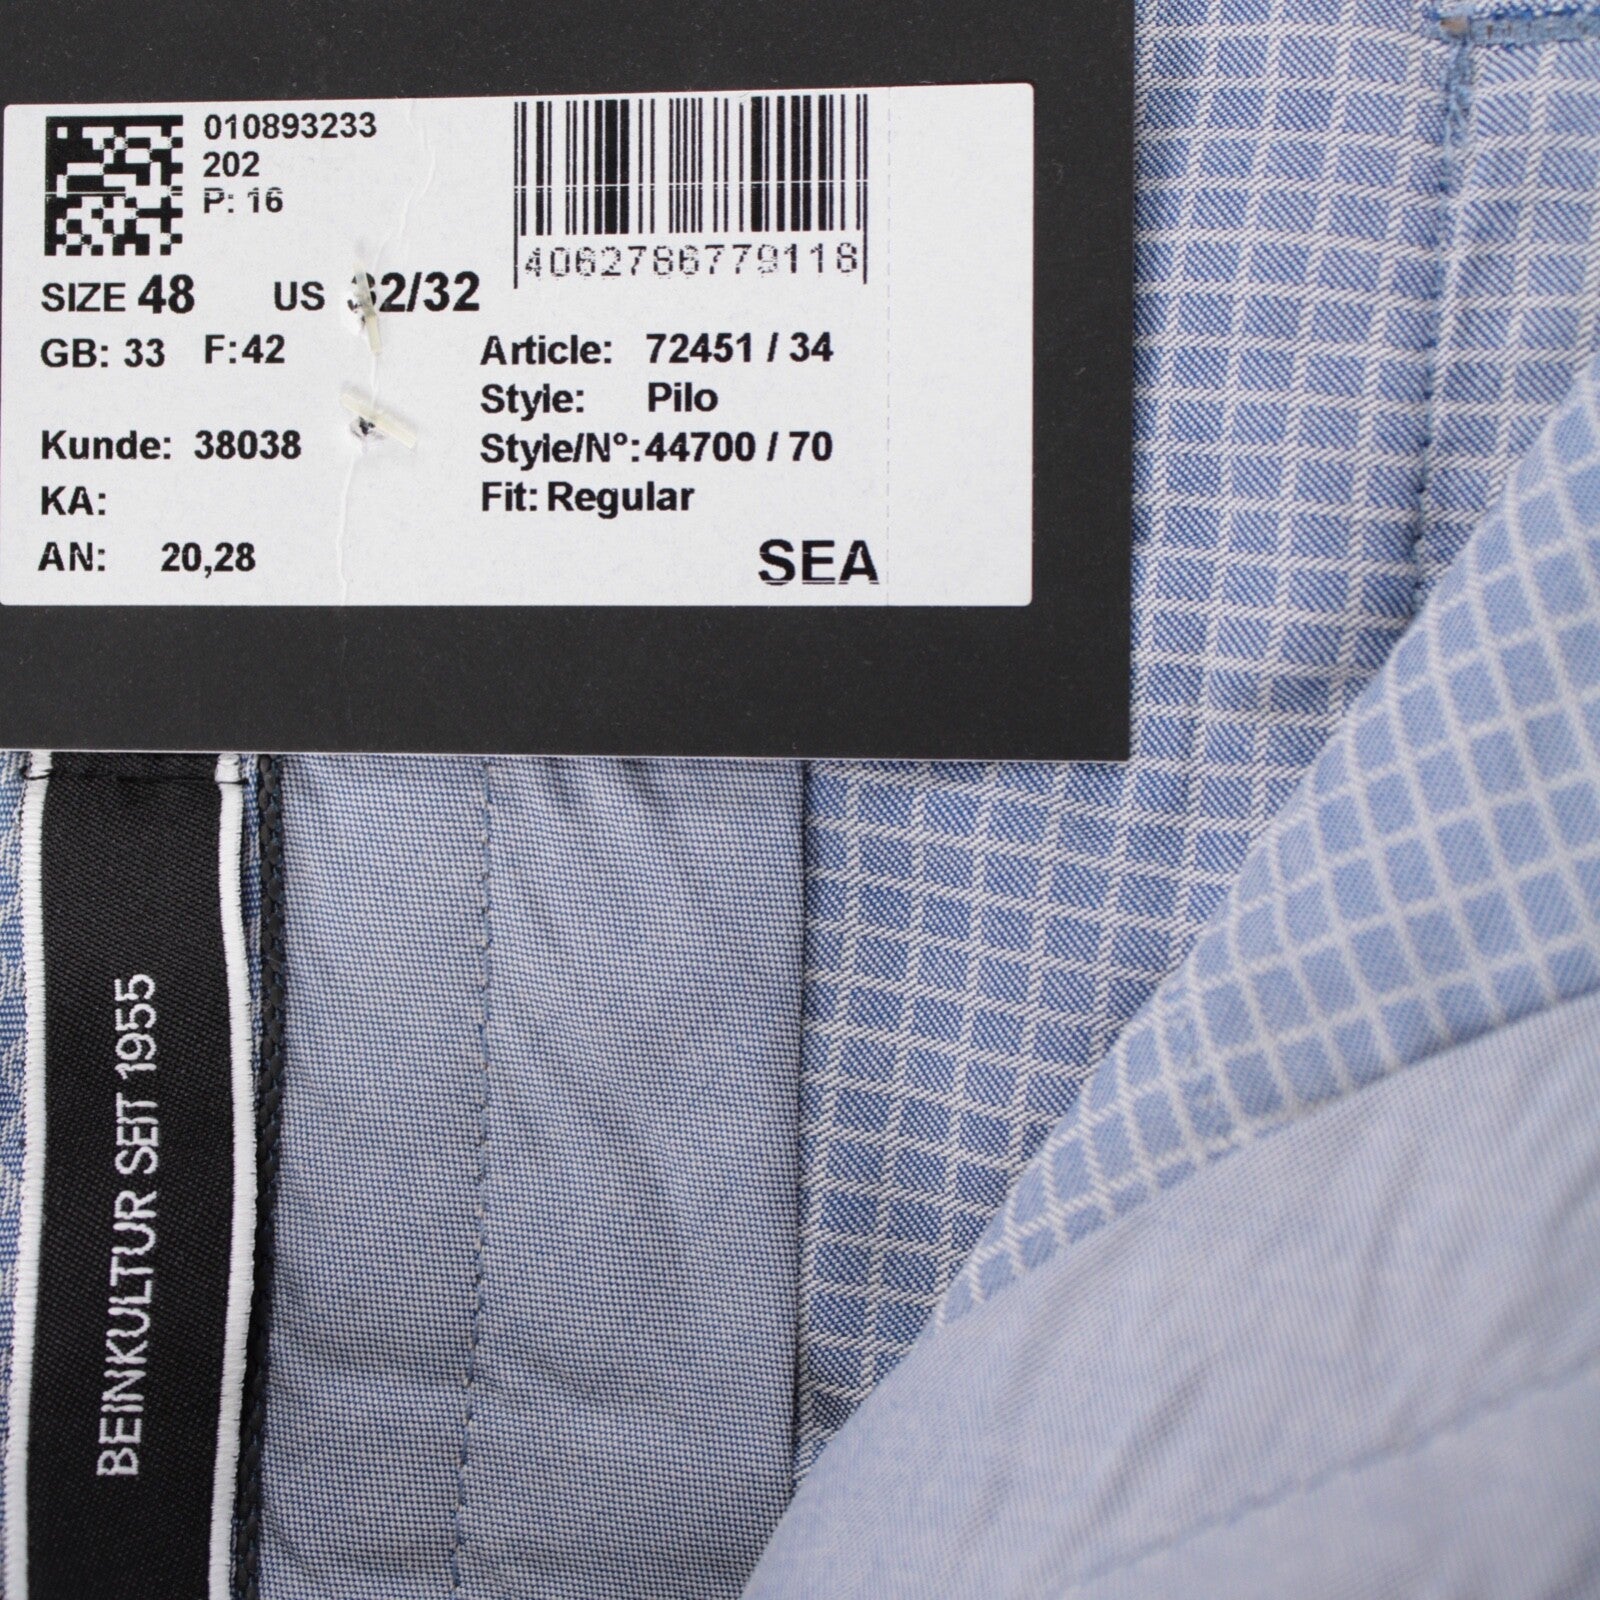 010893233
202
P: 16
4062786779118
SIZE 48 US 32/32
GB: 33 F:42
Article: 72451 / 34
Style: Pilo
Kunde: 38038
Style/N°: 44700 / 70
KA:
Fit: Regular
AN: 20,28
SEA
BEINKULTUR SEIT 1955